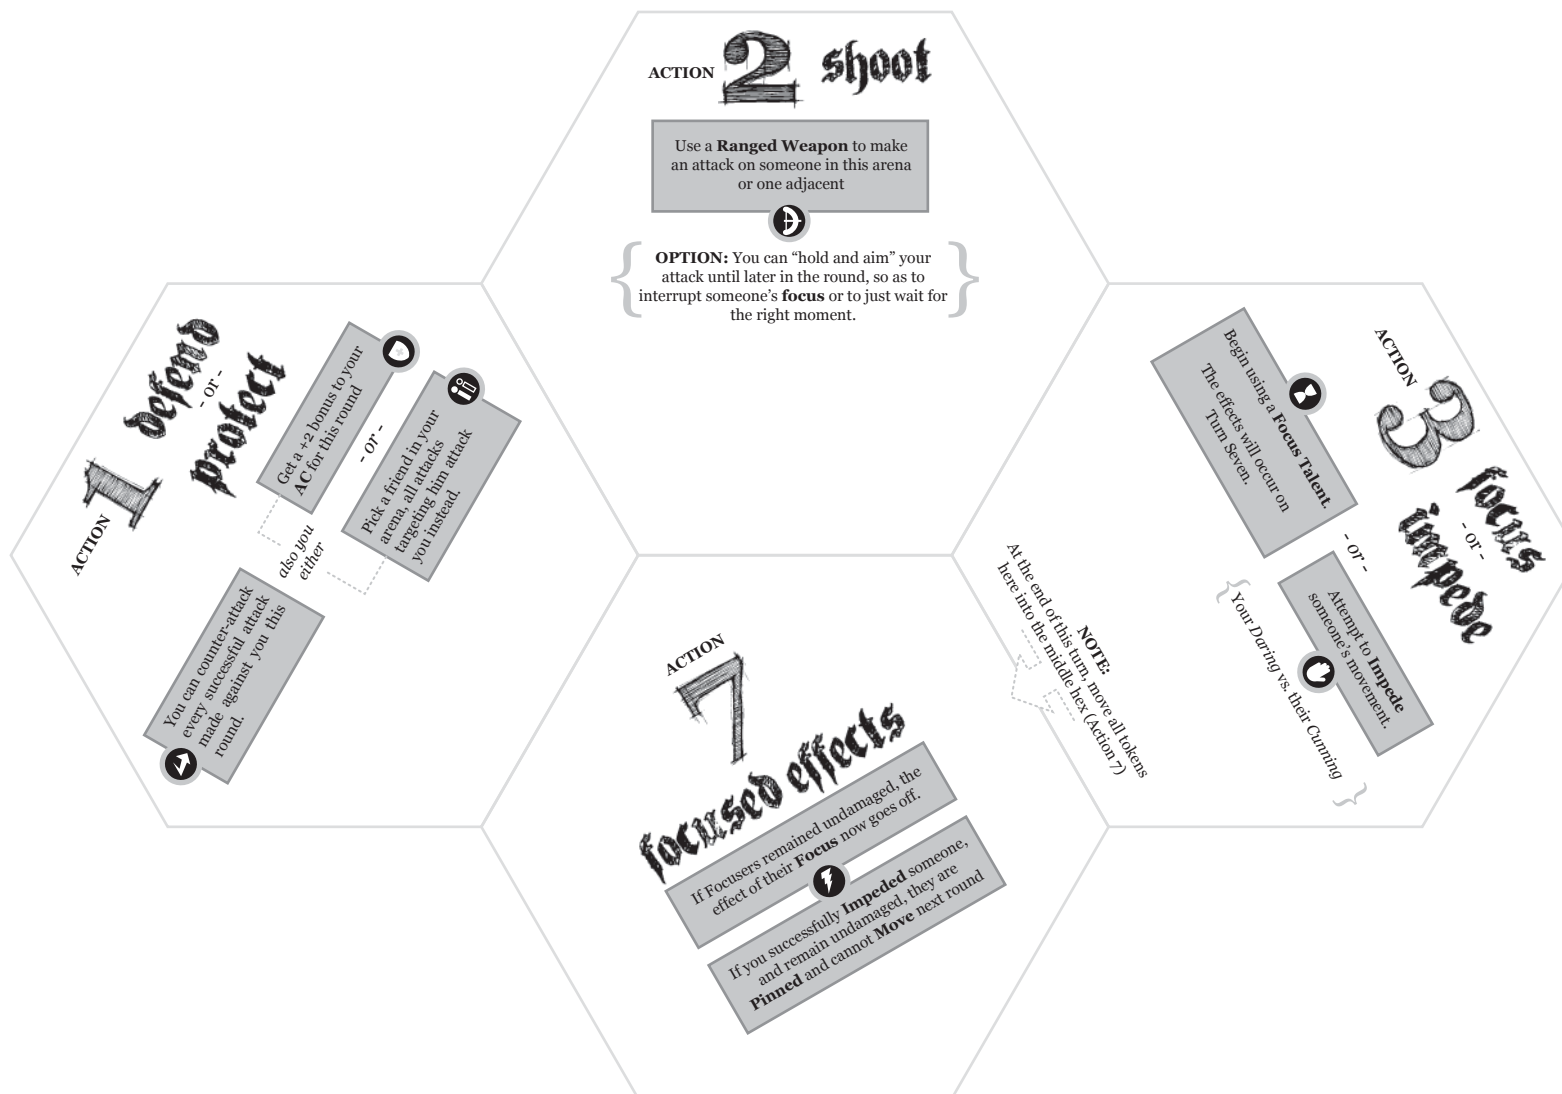 ACTION
1
defend
- or -
protect
Get a +2 bonus to your
AC for this round
- or -
Pick a friend in your
arena, all attacks
targeting him attack
you instead.
also you
either
You can counter-attack
every successful attack
made against you this
round.
ACTION 2 shoot
Use a Ranged Weapon to make
an attack on someone in this arena
or one adjacent
OPTION: You can “hold and aim” your
attack until later in the round, so as to
interrupt someone’s focus or to just wait for
the right moment.
ACTION
3
focus
- or -
impede
Begin using a Focus Talent.
The effects will occur on
Turn Seven.
- or -
Attempt to Impede
someone’s movement.
Your Daring vs. their Cunning
NOTE:
At the end of this turn, move all tokens
here into the middle hex (Action 7)
ACTION
7
focused effects
If Focusers remained undamaged, the
effect of their Focus now goes off.
If you successfully Impeded someone,
and remain undamaged, they are
Pinned and cannot Move next round